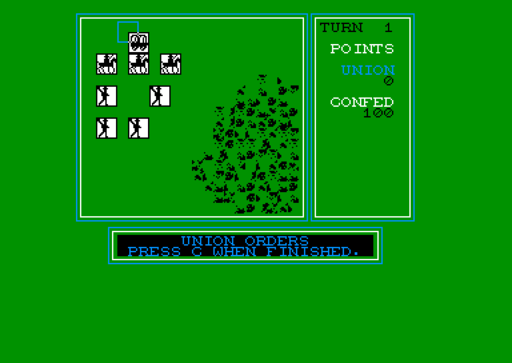 TURN 1
POINTS
UNION
0
CONFED
100
UNION ORDERS
PRESS C WHEN FINISHED.